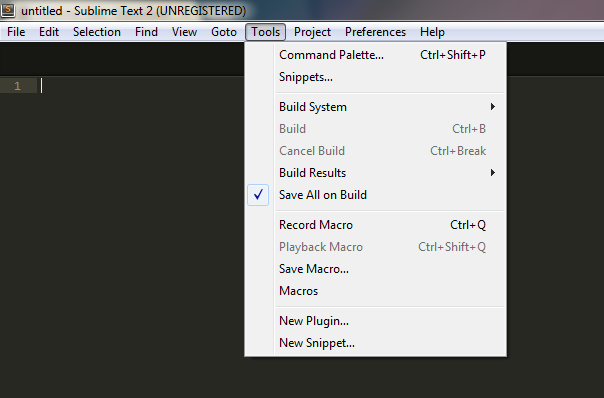 untitled - Sublime Text 2 (UNREGISTERED)
File Edit Selection Find View Goto Tools Project Preferences Help
Command Palette... Ctrl+Shift+P
Snippets...
1
Build System
Build Ctrl+B
Cancel Build Ctrl+Break
Build Results
Save All on Build
Record Macro Ctrl+Q
Playback Macro Ctrl+Shift+Q
Save Macro...
Macros
New Plugin...
New Snippet...